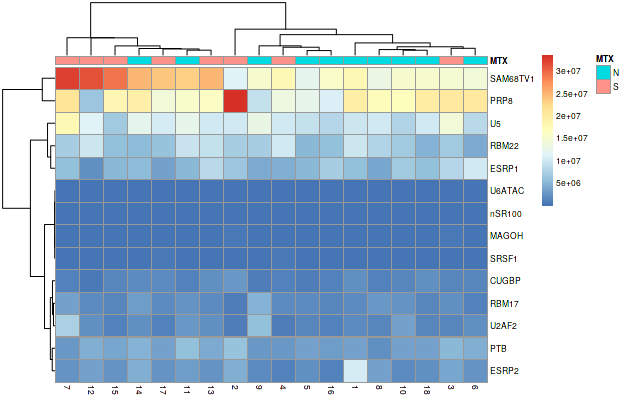 MTX
MTX
SAM68TV1
PRP8
U5
RBM22
ESRP1
U6ATAC
nSR100
MAGOH
SRSF1
CUGBP
RBM17
U2AF2
PTB
ESRP2
3e+07
2.5e+07
2e+07
1.5e+07
1e+07
5e+06
N
S
7 12 15 14 17 11 13 2 9 4 5 16 1 8 10 18 3 6